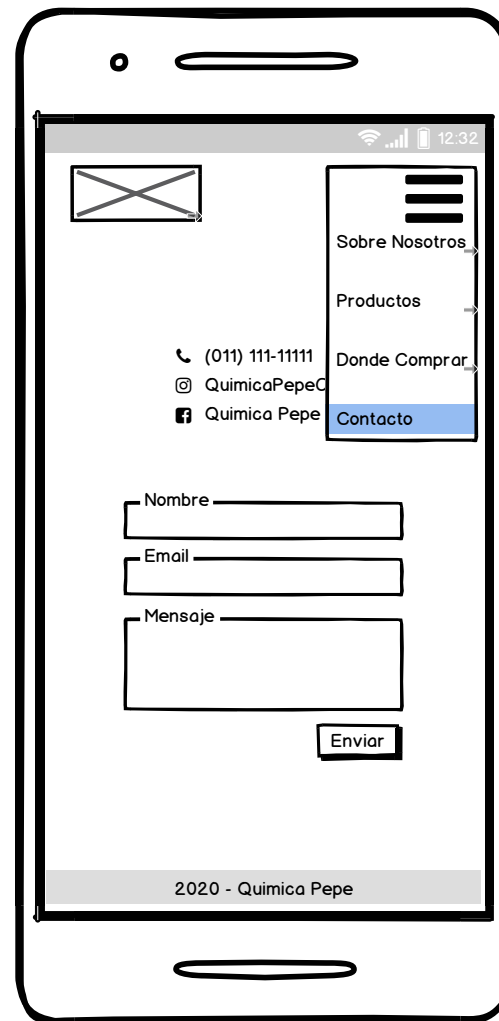 12:32
Sobre Nosotros
Productos
Donde Comprar
Contacto
(011) 111-11111
QuimicaPepe
Quimica Pepe
Nombre
Email
Mensaje
Enviar
2020 - Quimica Pepe